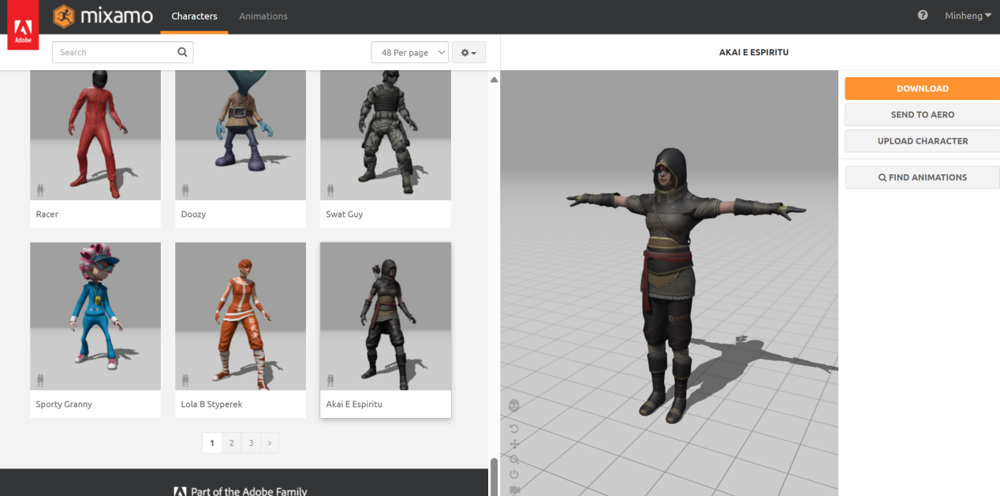 Adobe
mixamo
Characters
Animations
Minheng
Search
48 Per page
AKAI E ESPIRITU
DOWNLOAD
SEND TO AERO
UPLOAD CHARACTER
FIND ANIMATIONS
Racer
Doozy
Swat Guy
Sporty Granny
Lola B Styperek
Akai E Espiritu
1 2 3 >
Part of the Adobe Family